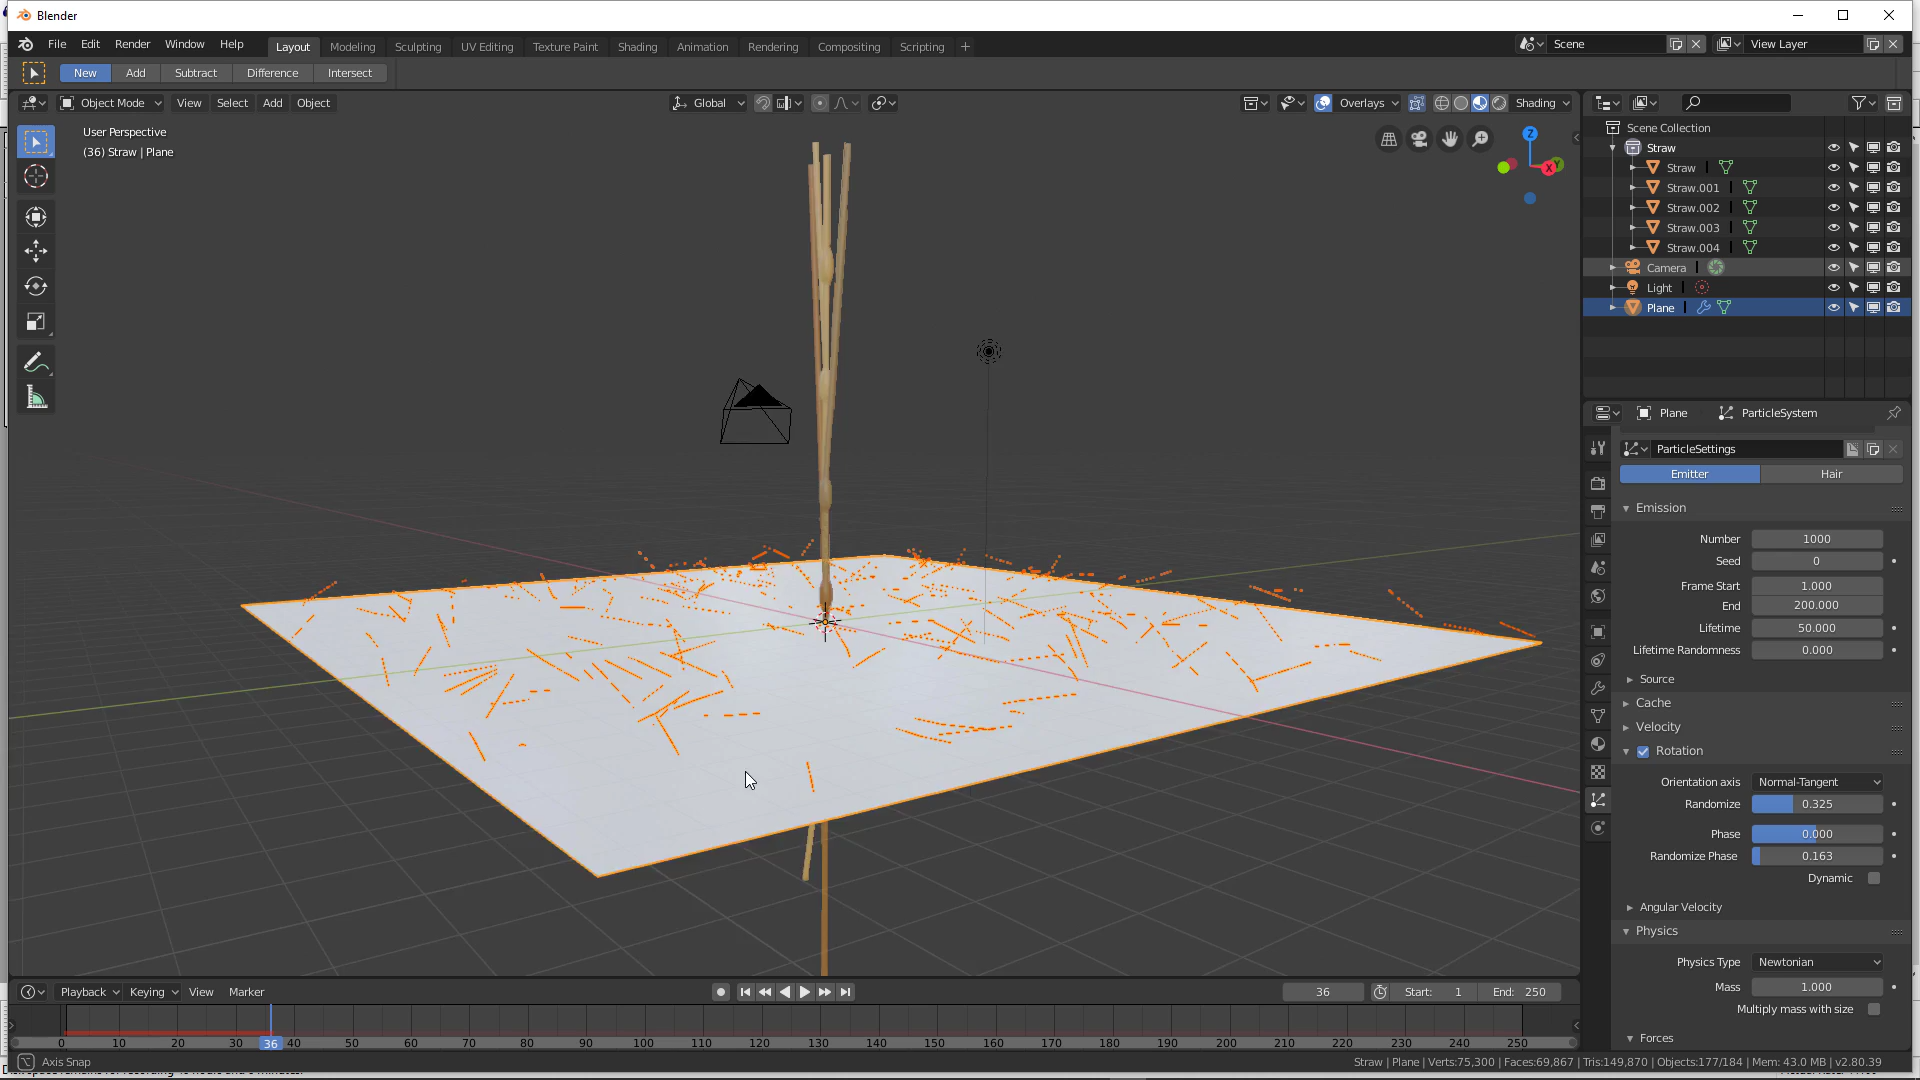 Blender
File Edit Render Window Help Layout Modeling Sculpting UV Editing Texture Paint Shading Animation Rendering Compositing Scripting + Scene View Layer
New Add Subtract Difference Intersect
Object Mode View Select Add Object Global Overlays Shading
User Perspective
(36) Straw | Plane
Z
X
Y
Scene Collection
Straw
Straw
Straw.001
Straw.002
Straw.003
Straw.004
Camera
Light
Plane
Plane ParticleSystem
ParticleSettings
Emitter Hair
Emission
Number 1000
Seed 0
Frame Start 1.000
End 200.000
Lifetime 50.000
Lifetime Randomness 0.000
Source
Cache
Velocity
Rotation
Orientation axis Normal-Tangent
Randomize 0.325
Phase 0.000
Randomize Phase 0.163
Dynamic
Angular Velocity
Physics
Physics Type Newtonian
Mass 1.000
Multiply mass with size
Forces
Playback Keying View Marker 36 Start: 1 End: 250
0 10 20 30 36 40 50 60 70 80 90 100 110 120 130 140 150 160 170 180 190 200 210 220 230 240 250
Axis Snap
Straw | Plane | Verts:75,300 | Faces:69,867 | Tris:149,870 | Objects:177/184 | Mem: 43.0 MB | v2.80.39